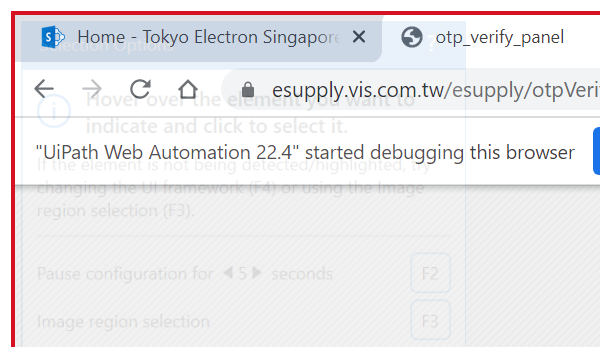 Home - Tokyo Electron Singapore
otp_verify_panel
Selection Options
esupply.vis.com.tw/esupply/otpVeri
Hover over the element you want to
indicate and click to select it.
"UiPath Web Automation 22.4" started debugging this browser
If the element is not being detected/highlighted, try
changing the UI framework (F4) or using the Image
region selection (F3).
Pause configuration for 5 seconds
F2
Image region selection
F3